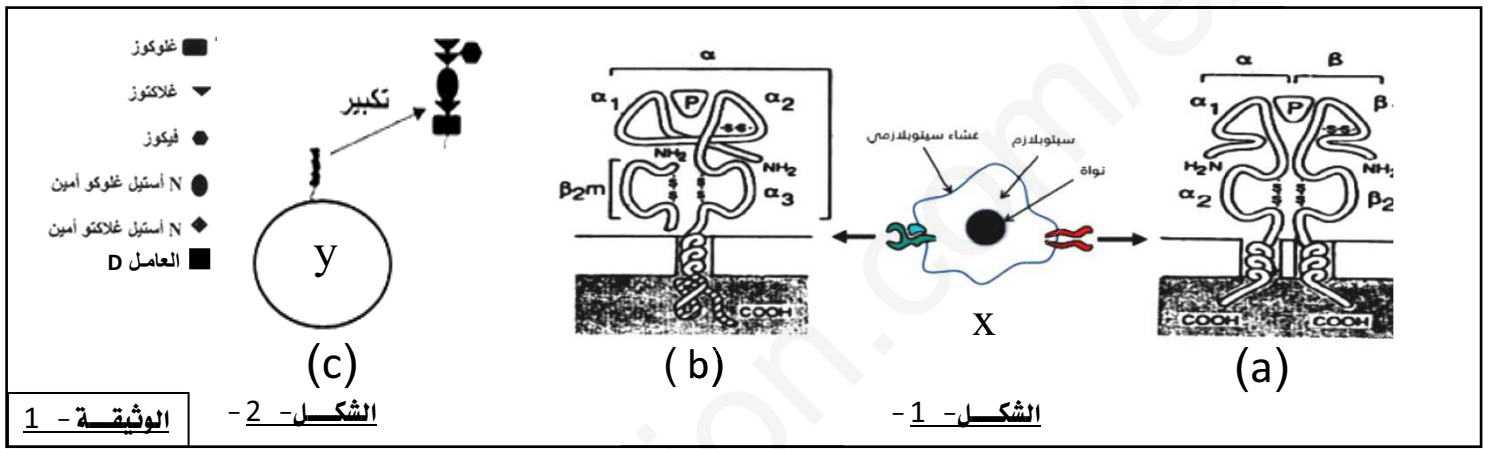 غلوكوز
غلاكتوز
فيكوز
N أستيل غلوكو أمين
N أستيل غلاكتو أمين
العامل D
تكبير
y
(c)
الشكل- 2 -
الوثيقة - 1
α
α1
P
α2
-s-s-
NH2
NH2
β2m
s-s
s-s
α3
COOH
(b)
غشاء سيتوبلازمي
سيتوبلازم
نواة
X
الشكل- 1 -
α
β
α1
P
β
-s-s-
H2N
NH2
α2
s-s
s-s
β2
COOH
COOH
(a)